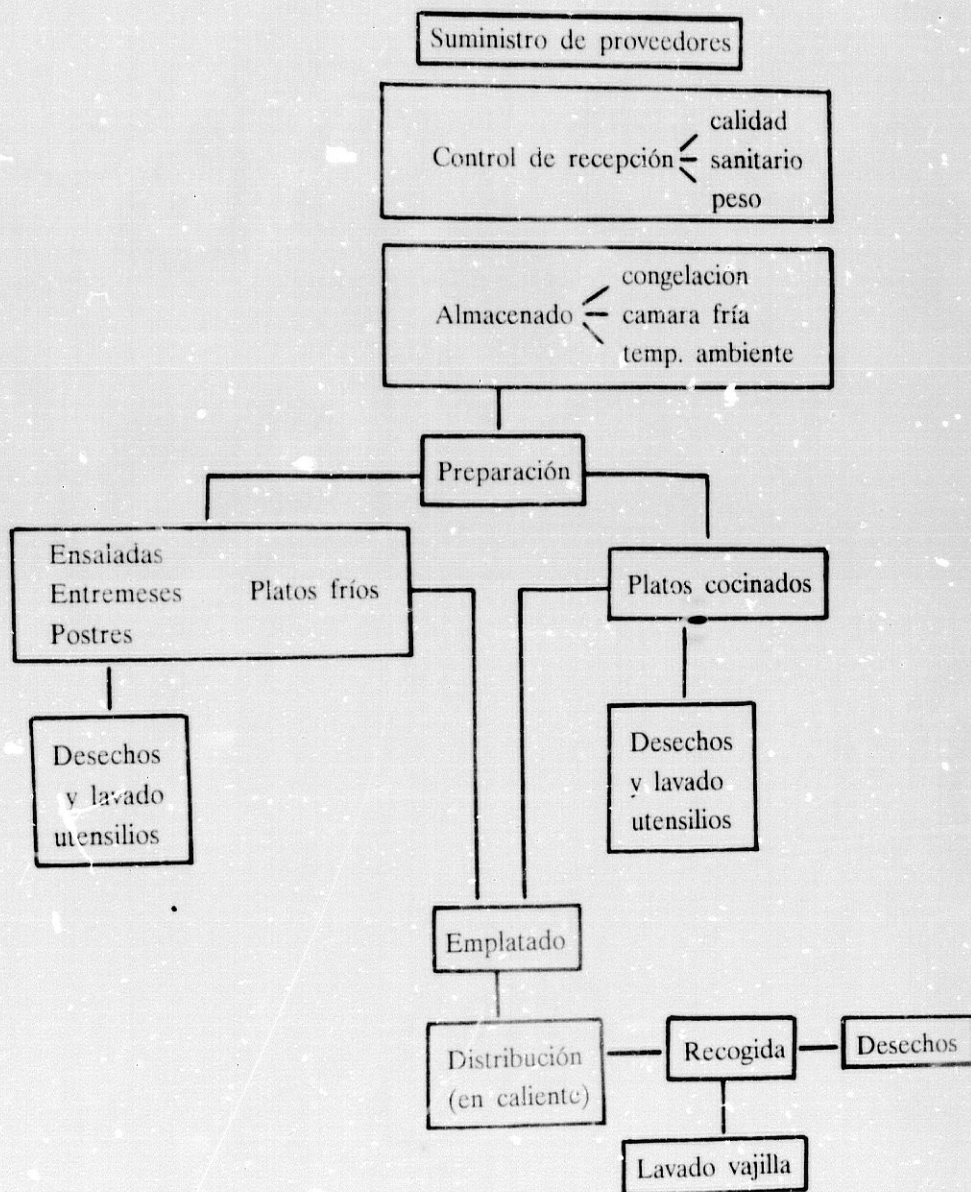 Suministro de proveedores
calidad
Control de recepción sanitario
peso
congelación
Almacenado camara fría
temp. ambiente
Preparación
Ensaladas
Entremeses Platos fríos
Postres
Platos cocinados
Desechos
y lavado
utensilios
Desechos
y lavado
utensilios
Emplatado
Distribución
(en caliente)
Recogida
Desechos
Lavado vajilla